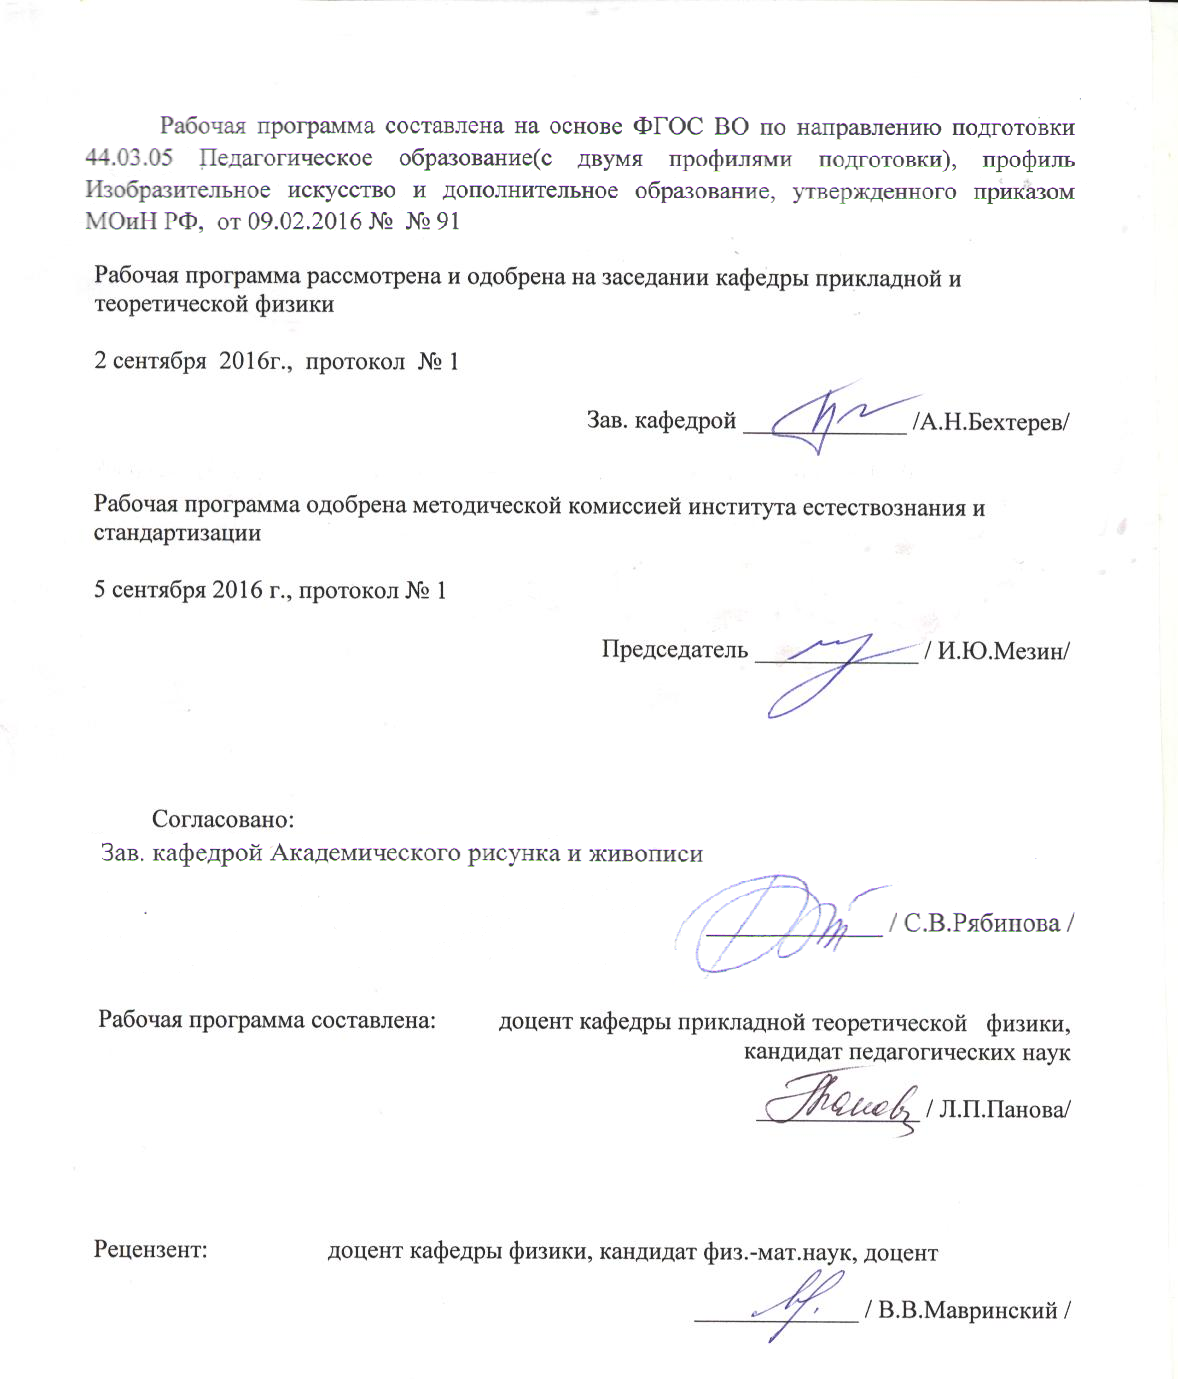 Рабочая программа составлена на основе ФГОС ВО по направлению подготовки
44.03.05 Педагогическое образование(с двумя профилями подготовки), профиль
Изобразительное искусство и дополнительное образование, утвержденного приказом
МОиН РФ, от 09.02.2016 № № 91
Рабочая программа рассмотрена и одобрена на заседании кафедры прикладной и
теоретической физики
2 сентября 2016г., протокол № 1
Зав. кафедрой _____________ /А.Н.Бехтерев/
Рабочая программа одобрена методической комиссией института естествознания и
стандартизации
5 сентября 2016 г., протокол № 1
Председатель _____________ / И.Ю.Мезин/
Согласовано:
Зав. кафедрой Академического рисунка и живописи
_____________ / С.В.Рябинова /
Рабочая программа составлена: доцент кафедры прикладной теоретической физики,
кандидат педагогических наук
Панова / Л.П.Панова/
Рецензент: доцент кафедры физики, кандидат физ.-мат.наук, доцент
_____________ / В.В.Мавринский /